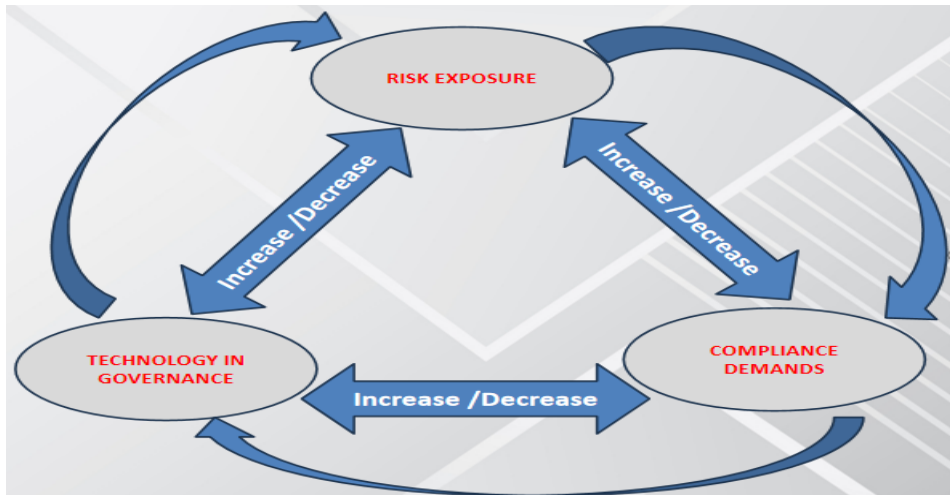 RISK EXPOSURE
Increase /Decrease
Increase /Decrease
TECHNOLOGY IN
GOVERNANCE
COMPLIANCE
DEMANDS
Increase /Decrease